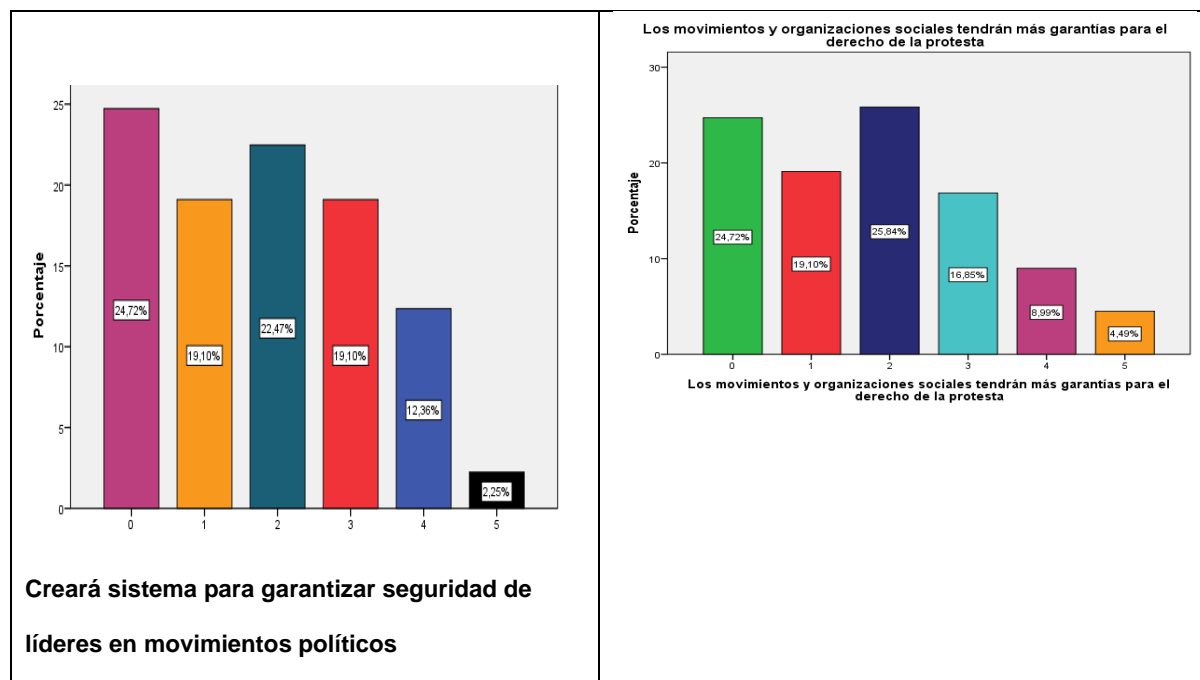 25
20
15
10
5
0
Porcentaje
24,72%
19,10%
22,47%
19,10%
12,36%
2,25%
0 1 2 3 4 5
Creará sistema para garantizar seguridad de
líderes en movimientos políticos
Los movimientos y organizaciones sociales tendrán más garantías para el
derecho de la protesta
30
20
10
0
Porcentaje
24,72%
19,10%
25,84%
16,85%
8,99%
4,49%
0 1 2 3 4 5
Los movimientos y organizaciones sociales tendrán más garantías para el
derecho de la protesta